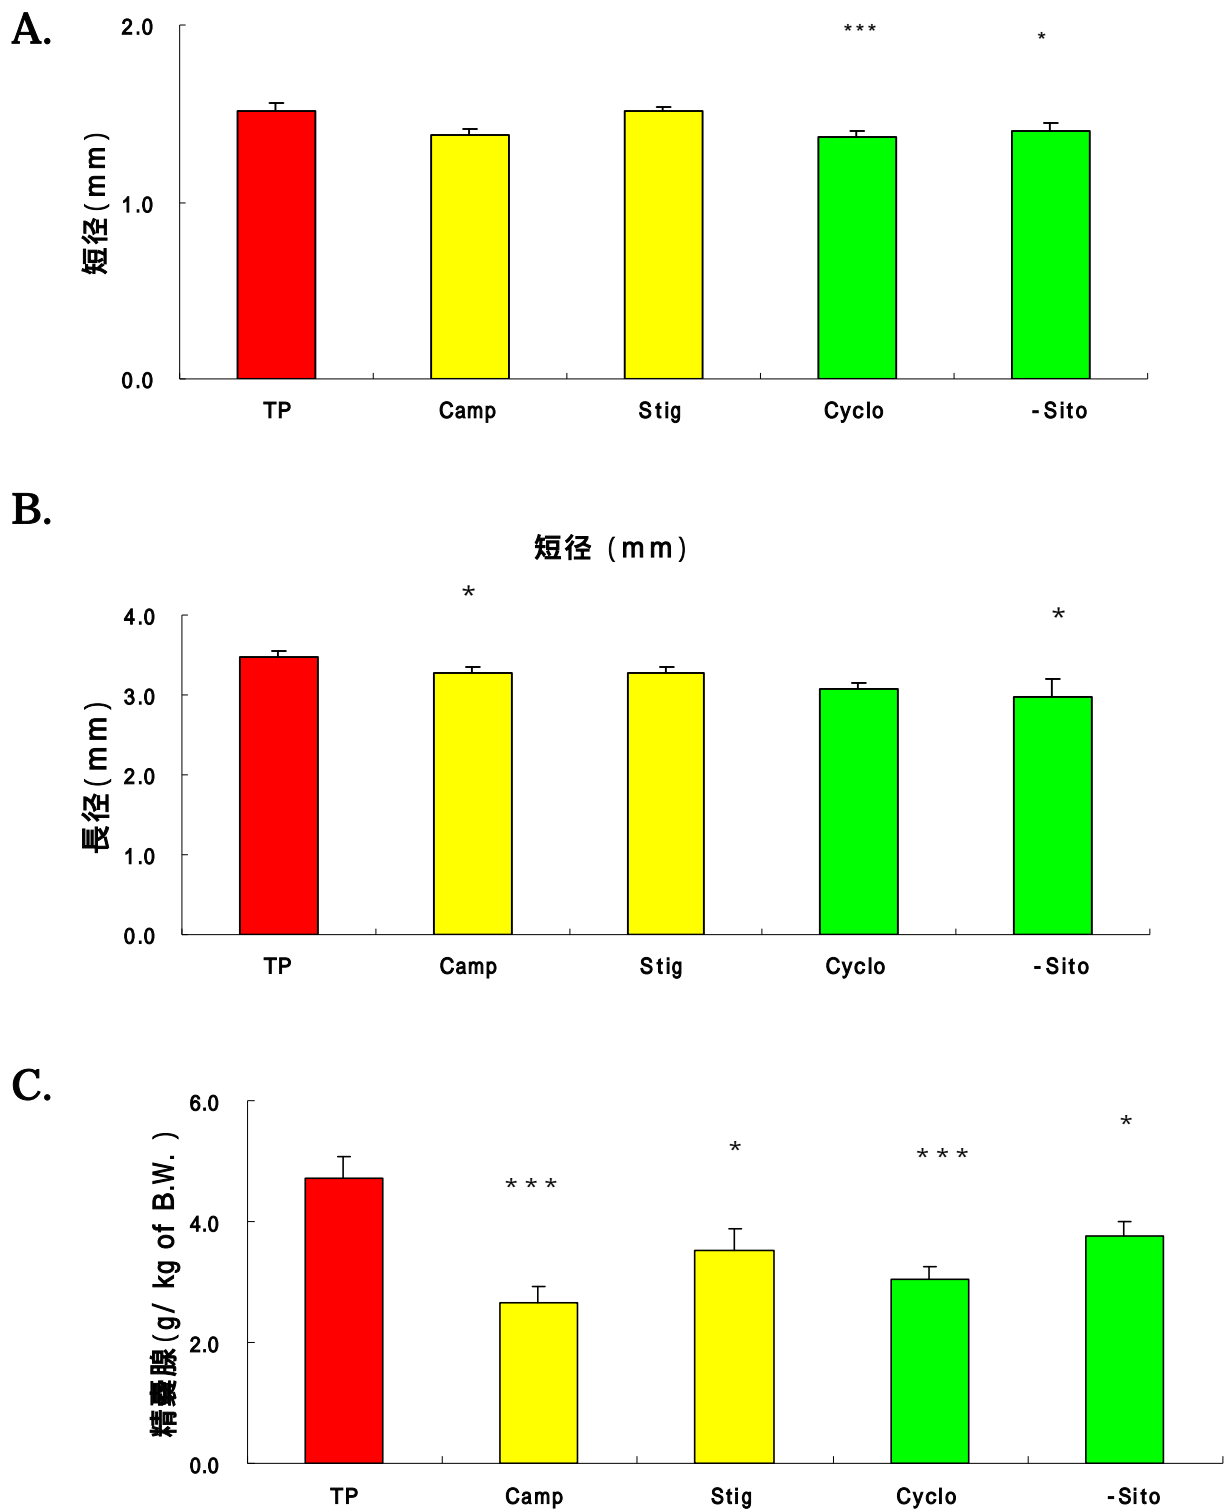 A.
***
*
2.0
1.0
0.0
短径(mm)
TP Camp Stig Cyclo -Sito
B.
短径 (mm)
*
*
4.0
3.0
2.0
1.0
0.0
長径(mm)
TP Camp Stig Cyclo -Sito
C.
***
*
***
*
6.0
4.0
2.0
0.0
精嚢腺(g/ kg of B.W. )
TP Camp Stig Cyclo -Sito